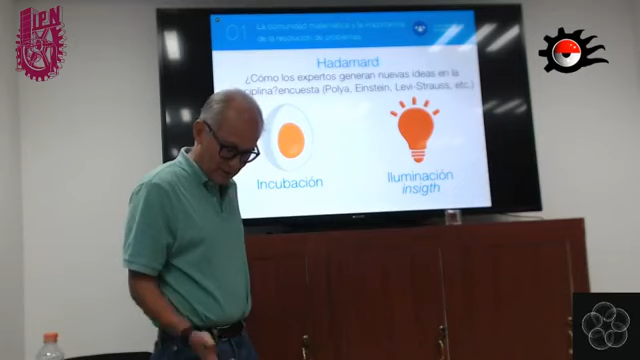 IPN
01 La comunidad matemática y la importancia
de la resolución de problemas
Hadamard
¿Cómo los expertos generan nuevas ideas en la
ciplina?encuesta (Polya, Einstein, Levi-Strauss, etc.)
Incubación
Iluminación
insigth